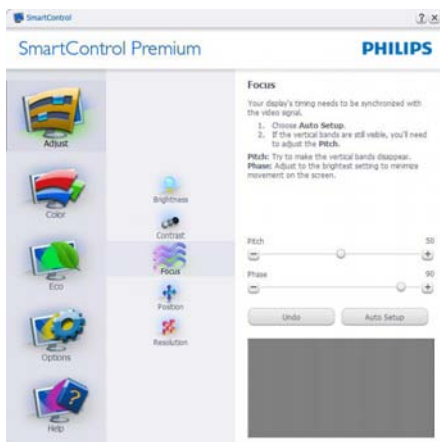 SmartControl
SmartControl Premium
PHILIPS
Adjust
Color
Eco
Options
Help
Brightness
Contrast
Focus
Position
Resolution
Focus
Your display's timing needs to be synchronized with
the video signal.
1. Choose Auto Setup.
2. If the vertical bands are still visible, you'll need
to adjust the Pitch.
Pitch: Try to make the vertical bands disappear.
Phase: Adjust to the brightest setting to minimize
movement on the screen.
Pitch 50
Phase 90
Undo Auto Setup